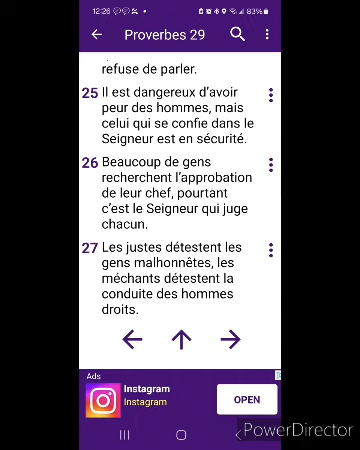 12:26
83%
Proverbes 29
refuse de parler.
25 Il est dangereux d'avoir
peur des hommes, mais
celui qui se confie dans le
Seigneur est en sécurité.
26 Beaucoup de gens
recherchent l'approbation
de leur chef, pourtant
c'est le Seigneur qui juge
chacun.
27 Les justes détestent les
gens malhonnêtes, les
méchants détestent la
conduite des hommes
droits.
Ads
Instagram
Instagram
OPEN
PowerDirector